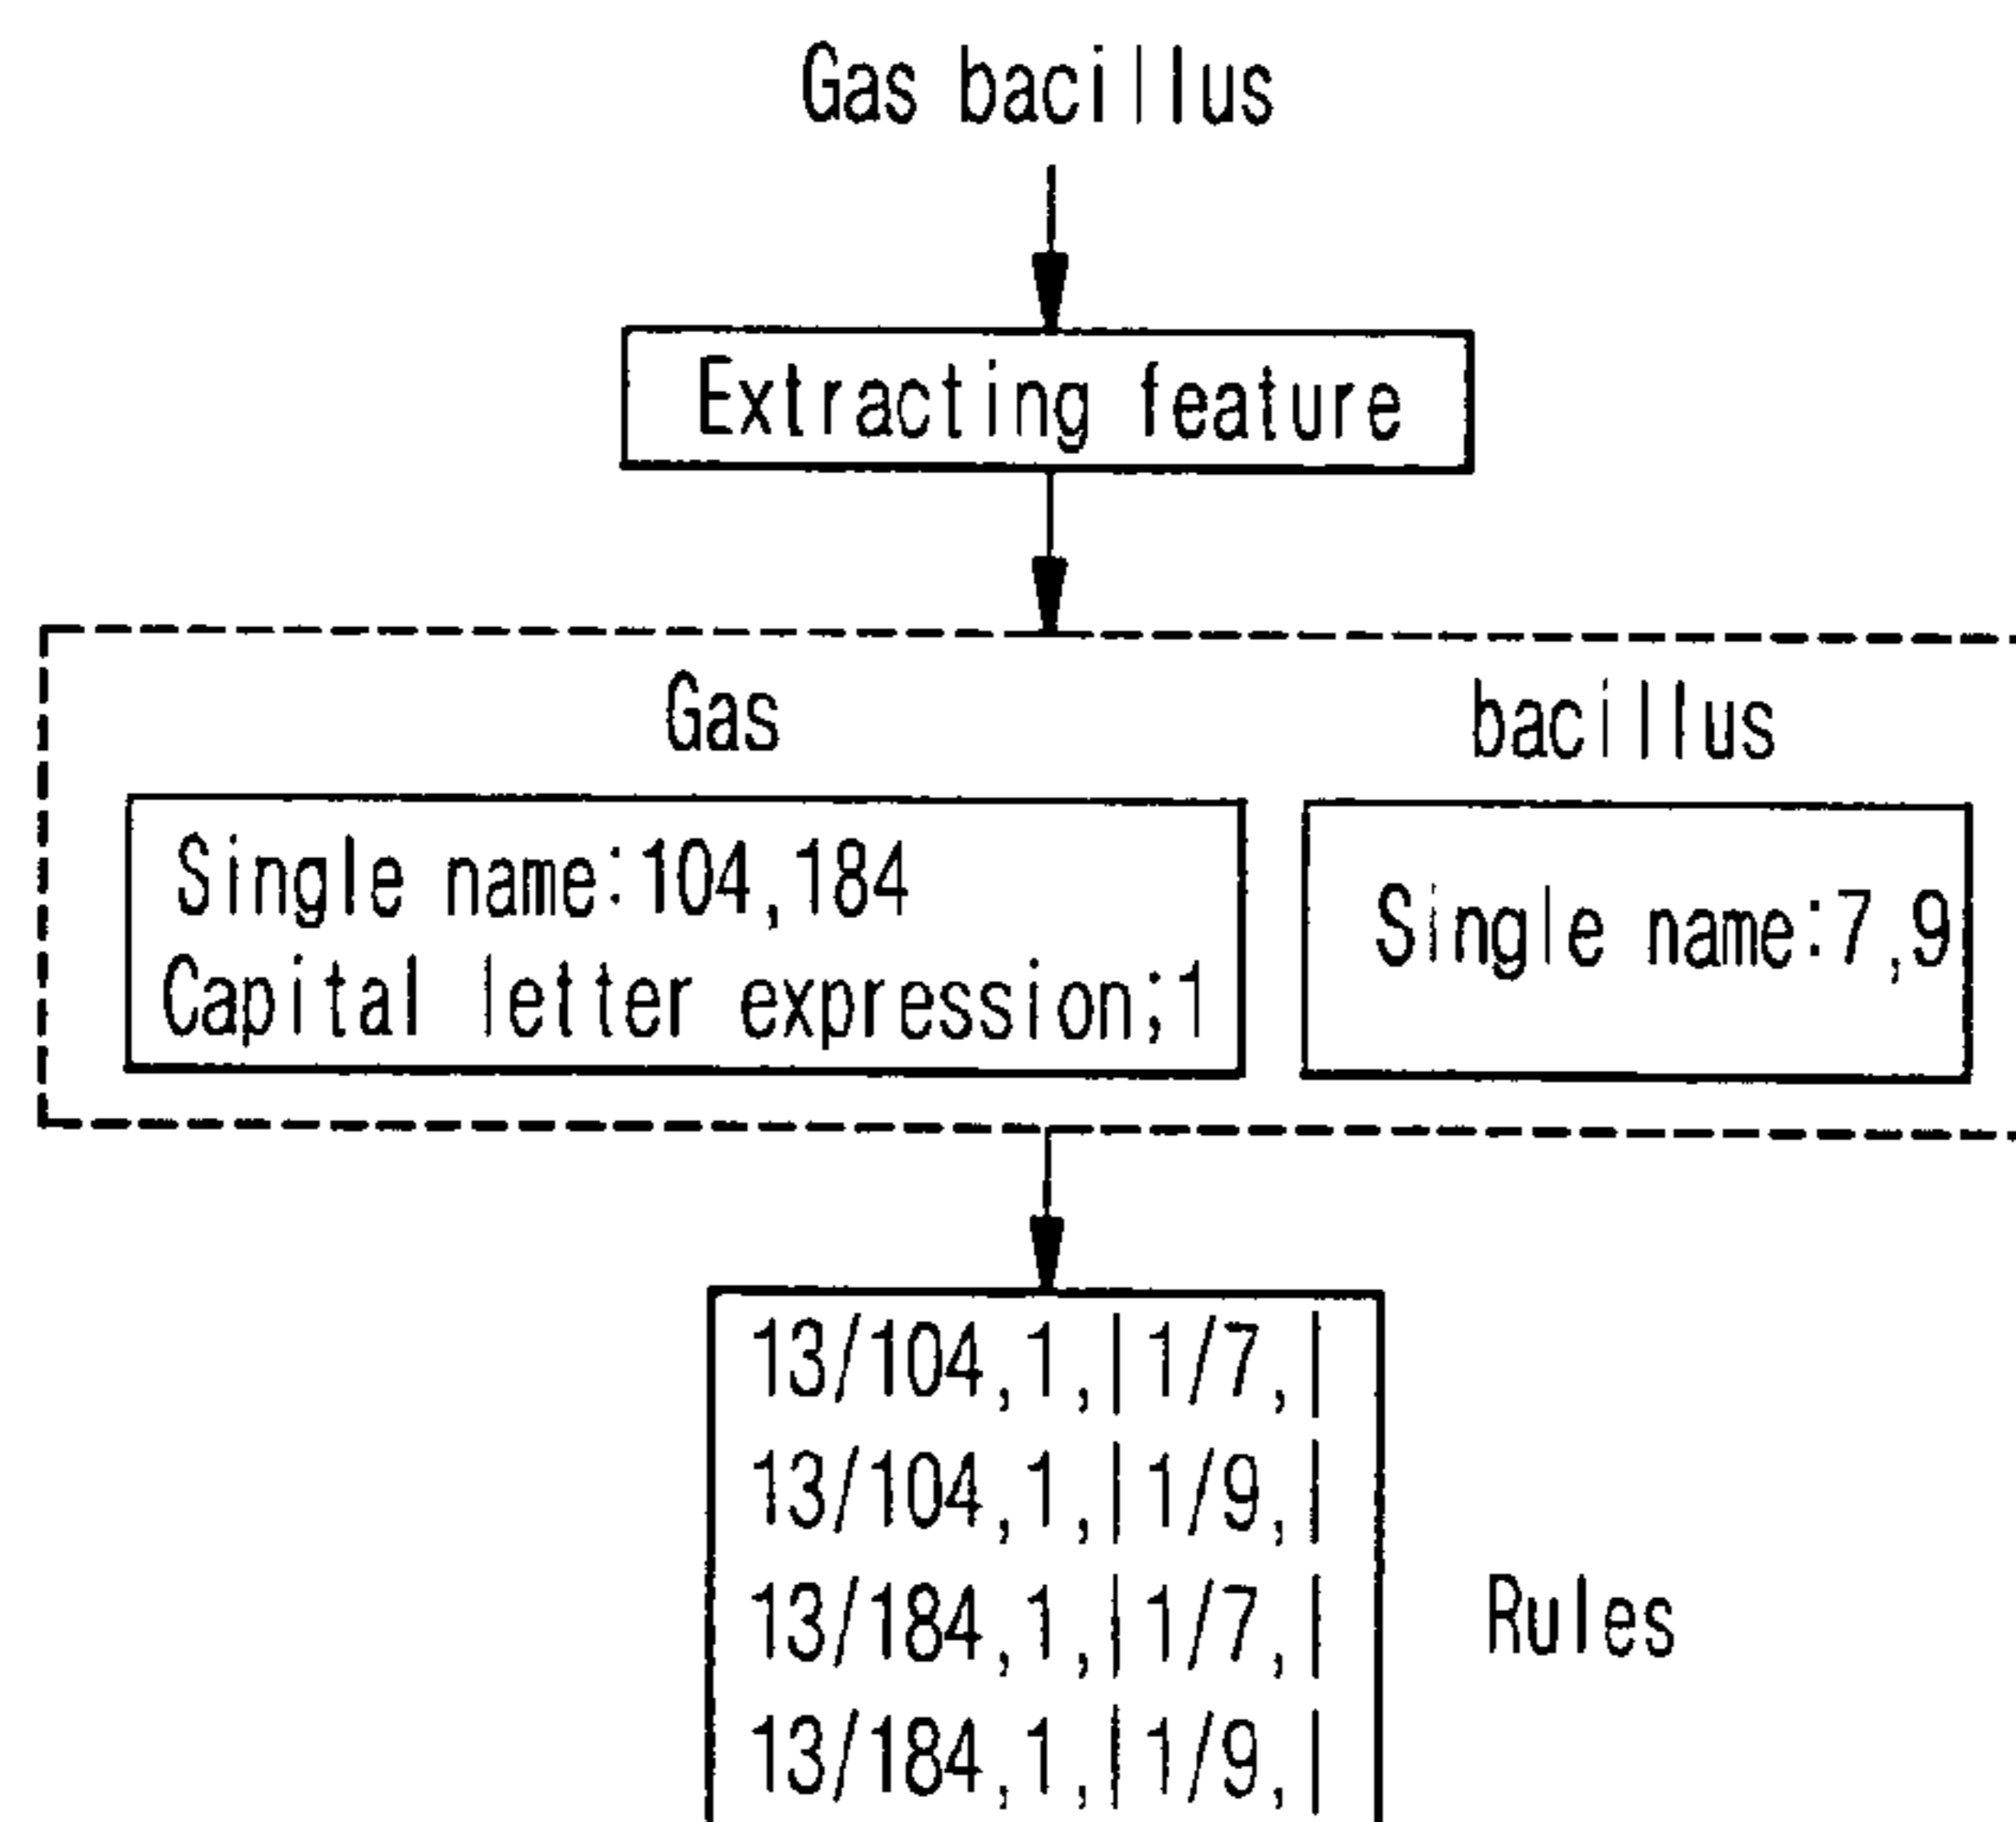 Gas bacillus
Extracting feature
Gas
bacillus
Single name:104,184
Capital letter expression;1
Single name:7,9
13/104,1,|1/7,|
13/104,1,|1/9,|
13/184,1,|1/7,|
13/184,1,|1/9,|
Rules